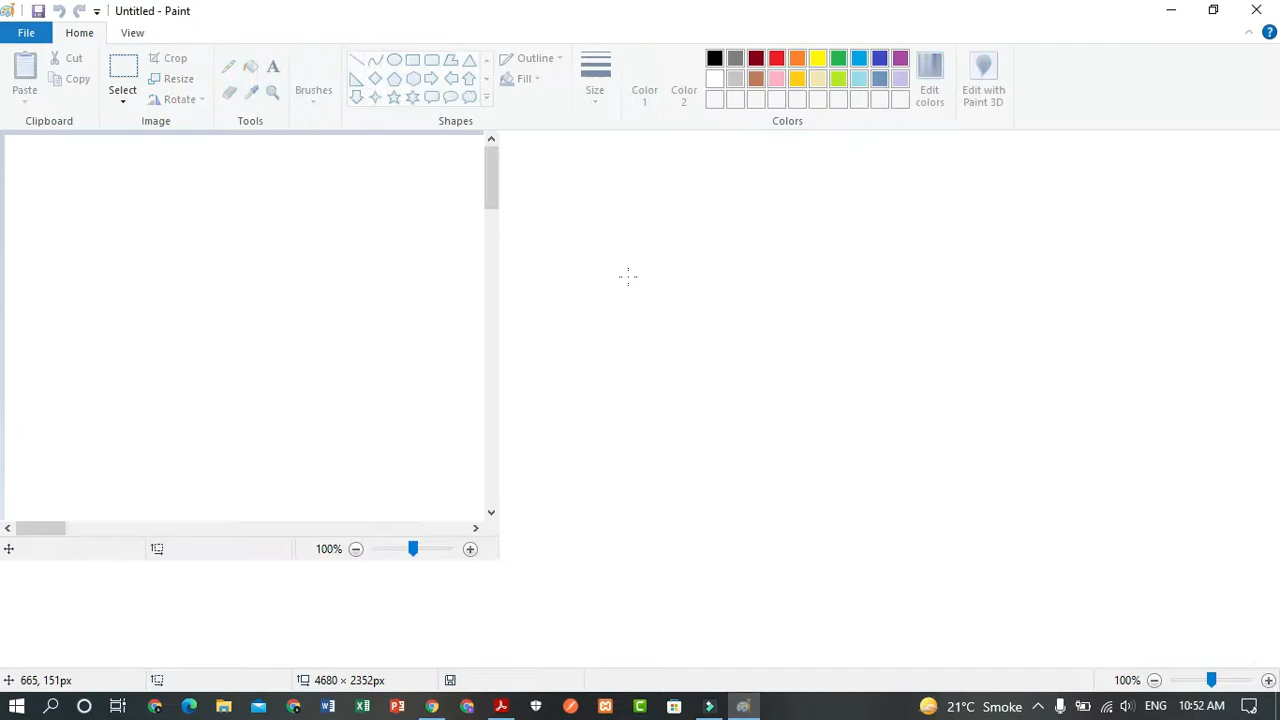 Untitled - Paint
File Home View
Cut Crop Outline
Copy Resize Fill
Paste Select Rotate Brushes Size Color 1 Color 2 Edit colors Edit with Paint 3D
Clipboard Image Tools Shapes Colors
100%
665, 151px 4680 × 2352px 100%
21°C Smoke ENG 10:52 AM